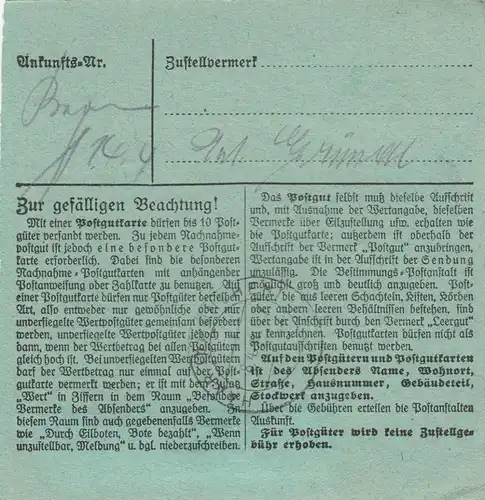 Ankunfts-Nr.
Zustellvermerk
Zur gefälligen Beachtung!
Mit einer Postgutkarte dürfen bis 10 Post-
güter versandt werden. Zu jedem Nachnahme-
postgut ist jedoch eine besondere Postgut-
karte erforderlich. Dabei sind die besonderen
Nachnahme-Postgutkarten mit anhängender
Postanweisung oder Zahlkarte zu benutzen. Auf
einer Postgutkarte dürfen nur Postgüter derselben
Art, also entweder nur gewöhnliche oder nur
unversiegelte Wertpostgüter gemeinsam befördert
werden, unversiegelte Wertpostgüter jedoch nur
dann, wenn der Wertbetrag bei allen Postgütern
gleich hoch ist. Bei unversiegelten Wertpostgütern
darf der Wertbetrag nur einmal auf der Post-
gutkarte vermerkt werden; er ist mit dem Zusatz
„Wert“ in Ziffern in dem Raum „Besondere
Vermerke des Absenders“ anzugeben. In
diesem Raum sind auch gegebenenfalls Vermerke
wie „Durch Eilboten, Bote bezahlt“, „Wenn
unzustellbar, Meldung“ u. dgl. niederzuschreiben.
Das Postgut selbst muß dieselbe Aufschrift
und, mit Ausnahme der Wertangabe, dieselben
Vermerke über Eilzustellung usw. erhalten wie
die Postgutkarte; außerdem ist oberhalb der
Aufschrift der Vermerk „Postgut“ anzubringen.
Wertangabe ist in der Aufschrift der Sendung
unzulässig. Die Bestimmungs-Postanstalt ist
möglichst groß und deutlich anzugeben. Post-
güter, die aus leeren Schachteln, Kisten, Körben
oder andern leeren Behältnissen bestehen, sind
über der Anschrift durch den Vermerk „Leergut“
zu kennzeichnen. Postgutkarten dürfen nicht als
Postgutaufschriften benutzt werden.
Auf den Postgütern und Postgutkarten
ist des Absenders Name, Wohnort,
Straße, Hausnummer, Gebäudeteil,
Stockwerk anzugeben.
Über die Gebühren erteilen die Postanstalten
Auskunft.
Für Postgüter wird keine Zustellge-
bühr erhoben.